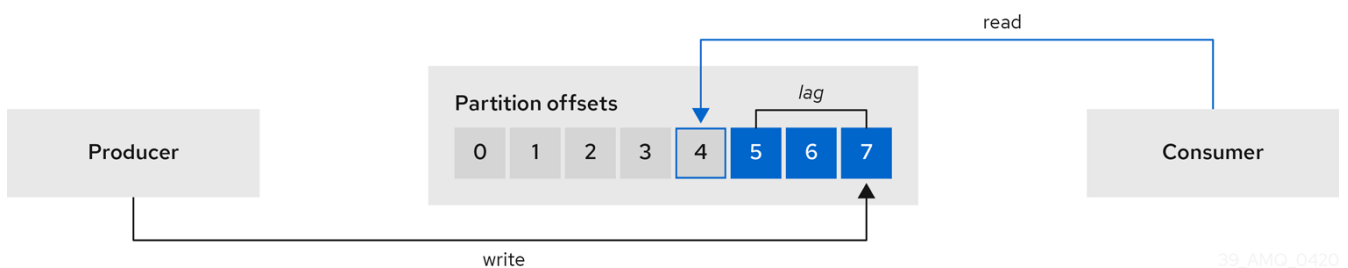 read
lag
Partition offsets
Producer
0 1 2 3 4 5 6 7
Consumer
write
39_AMQ_0420